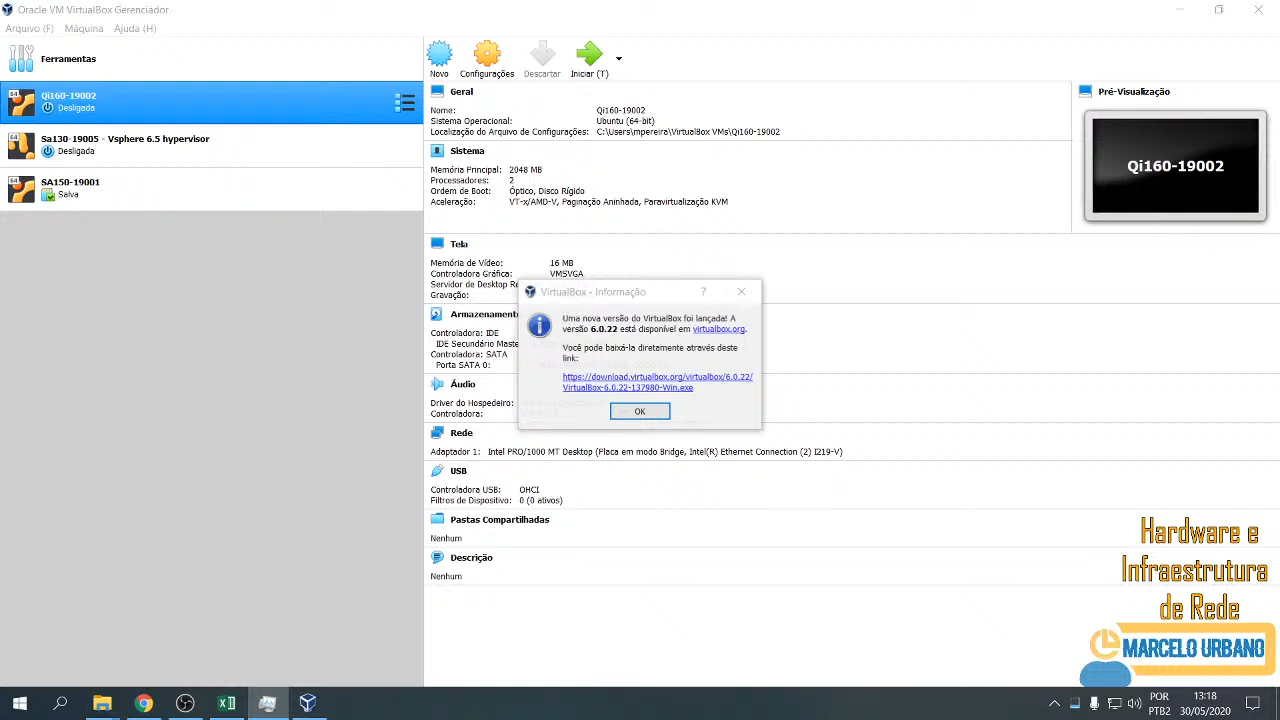 Oracle VM VirtualBox Gerenciador
Arquivo (F) Máquina Ajuda (H)
Ferramentas
Qi160-19002
Desligada
Sa130-19005 - Vsphere 6.5 hypervisor
Desligada
SA150-19001
Salva
Novo Configurações Descartar Iniciar (T)
Geral
Nome: Qi160-19002
Sistema Operacional: Ubuntu (64-bit)
Localização do Arquivo de Configurações: C:\Users\mpereira\VirtualBox VMs\Qi160-19002
Sistema
Memória Principal: 2048 MB
Processadores: 2
Ordem de Boot: Óptico, Disco Rígido
Aceleração: VT-x/AMD-V, Paginação Aninhada, Paravirtualização KVM
Pré-Visualização
Qi160-19002
Tela
Memória de Vídeo: 16 MB
Controladora Gráfica: VMSVGA
Servidor de Desktop Re
Gravação:
Armazenamento
Controladora: IDE
IDE Secundário Master
Controladora: SATA
Porta SATA 0:
Áudio
Driver do Hospedeiro:
Controladora:
Rede
Adaptador 1: Intel PRO/1000 MT Desktop (Placa em modo Bridge, Intel(R) Ethernet Connection (2) I219-V)
USB
Controladora USB: OHCI
Filtros de Dispositivo: 0 (0 ativos)
Pastas Compartilhadas
Nenhum
Descrição
Nenhum
VirtualBox - Informação
Uma nova versão do VirtualBox foi lançada! A
versão 6.0.22 está disponível em virtualbox.org.
Você pode baixá-la diretamente através deste
link:
https://download.virtualbox.org/virtualbox/6.0.22/
VirtualBox-6.0.22-137980-Win.exe
OK
Hardware e
Infraestrutura
de Rede
MARCELO URBANO
POR
PTB2
13:18
30/05/2020